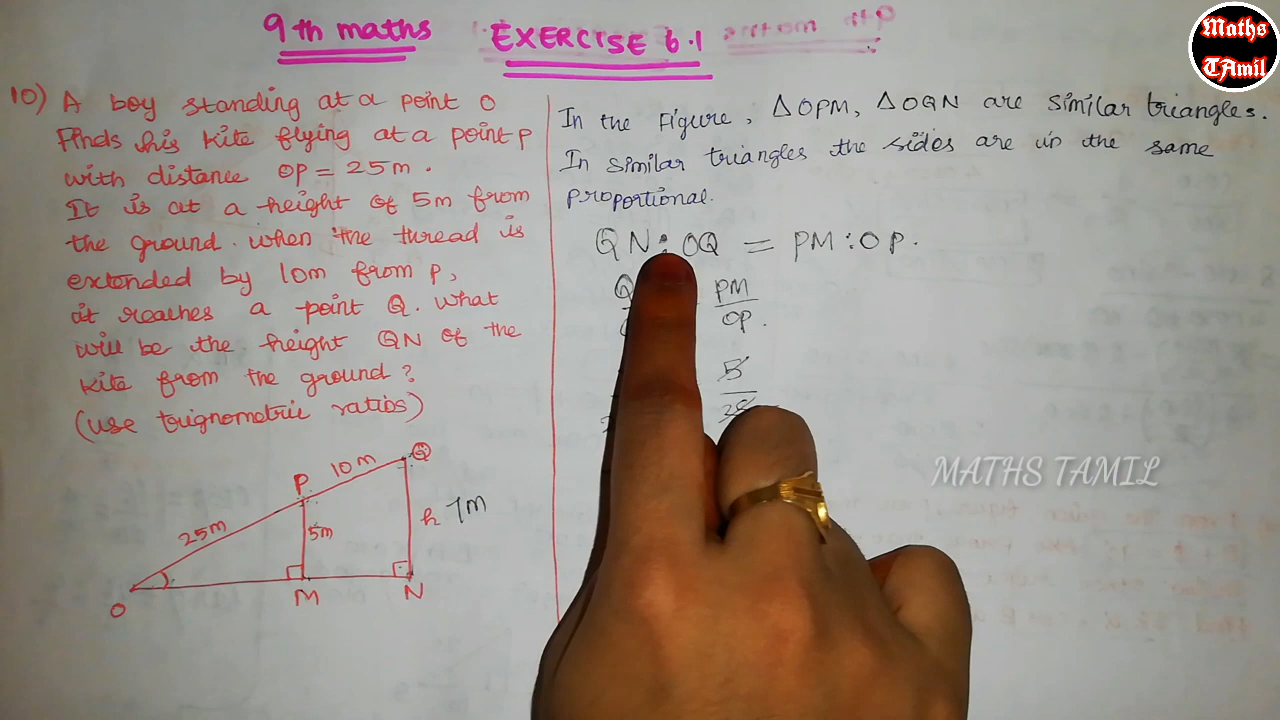 9th maths EXERCISE 6.1
Maths
TAmil
10) A boy standing at a point O
Finds his kite flying at a point P
with distance OP = 25m.
It is at a height of 5m from
the ground. when the thread is
extended by 10m from P,
it reaches a point Q. what
will be the height QN of the
kite from the ground?
(use trignometric ratios)
P 10m Q
25m
5m
h 7m
O M N
In the Figure, △OPM, △OQN are similar triangles.
In similar triangles the sides are in the same
proportional.
QN : OQ = PM : OP.
Q PM
OP.
5
25
MATHS TAMIL